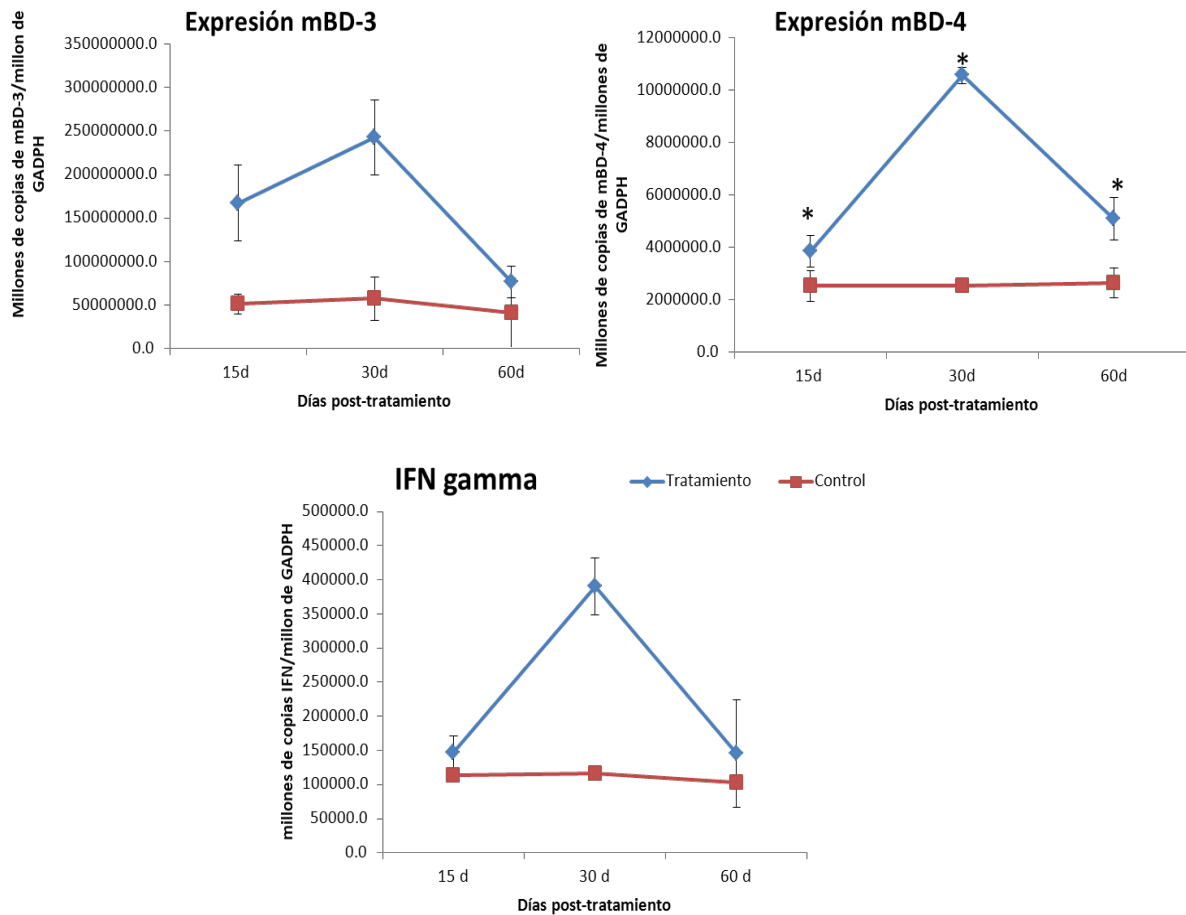 Expresión mBD-3
Millones de copias de mBD-3/millon de
GADPH
350000000.0
300000000.0
250000000.0
200000000.0
150000000.0
100000000.0
50000000.0
0.0
15d 30d 60d
Días post-tratamiento
Expresión mBD-4
Millones de copias de mBD-4/millones de
GADPH
12000000.0
10000000.0
8000000.0
6000000.0
4000000.0
2000000.0
0.0
* * *
15d 30d 60d
Días post-tratamiento
IFN gamma
Tratamiento Control
millones de copias IFN/millon de GADPH
500000.0
450000.0
400000.0
350000.0
300000.0
250000.0
200000.0
150000.0
100000.0
50000.0
0.0
15 d 30 d 60 d
Días post-tratamiento